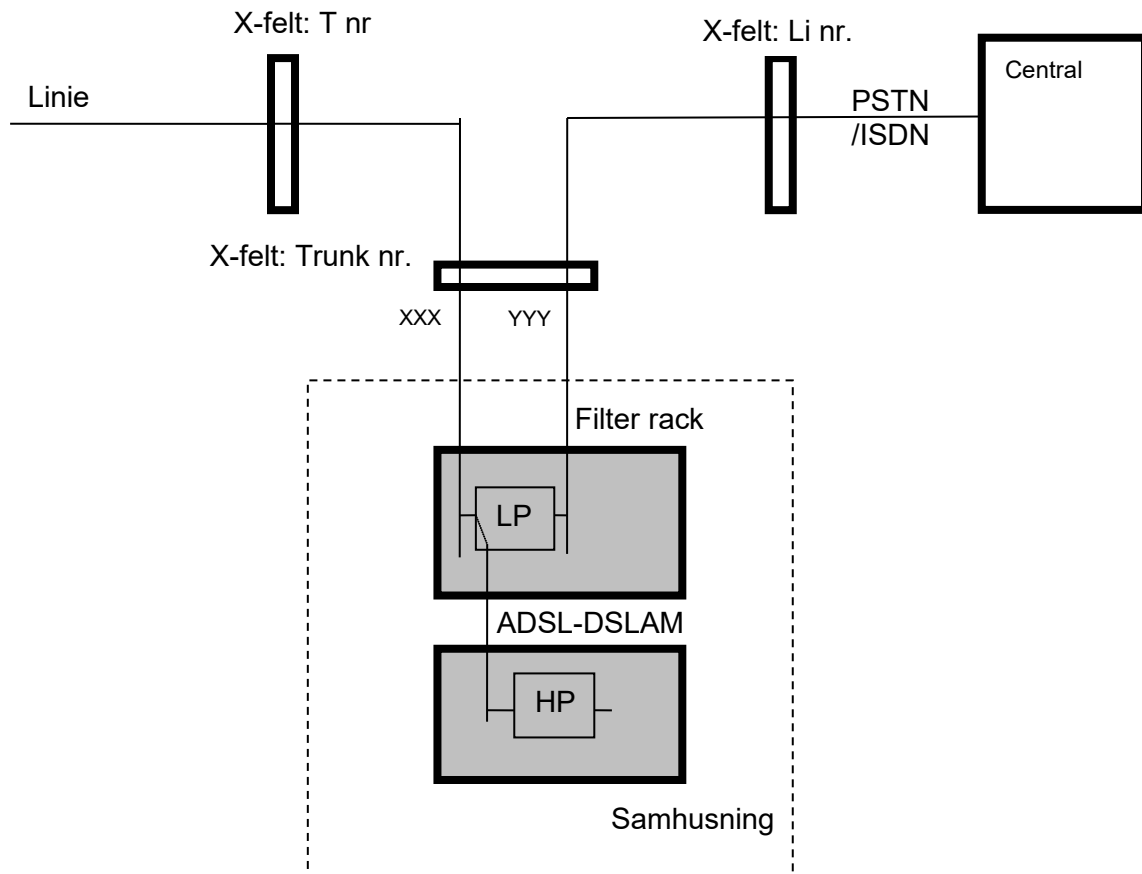 X-felt: T nr
X-felt: Li nr.
Central
Linie
PSTN
/ISDN
X-felt: Trunk nr.
XXX
YYY
Filter rack
LP
ADSL-DSLAM
HP
Samhusning